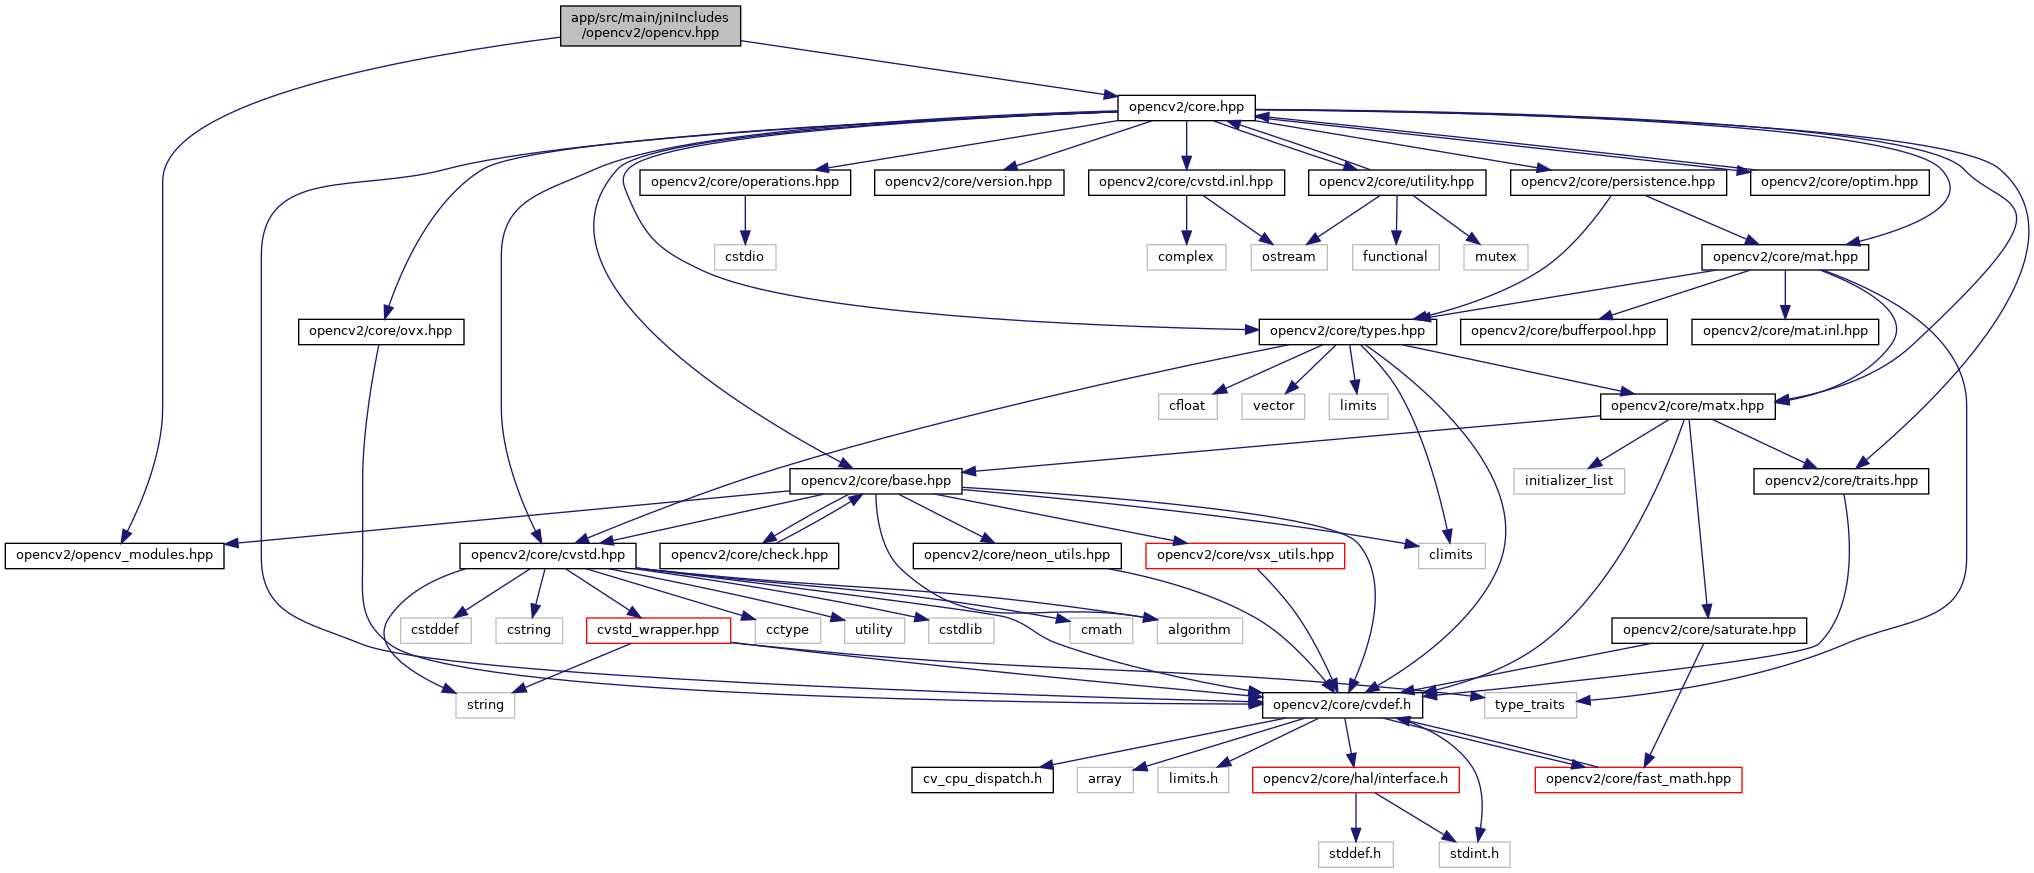 app/src/main/jniIncludes
/opencv2/opencv.hpp
opencv2/core.hpp
opencv2/core/operations.hpp
opencv2/core/version.hpp
opencv2/core/cvstd.inl.hpp
opencv2/core/utility.hpp
opencv2/core/persistence.hpp
opencv2/core/optim.hpp
cstdio
complex
ostream
functional
mutex
opencv2/core/mat.hpp
opencv2/core/ovx.hpp
opencv2/core/types.hpp
opencv2/core/bufferpool.hpp
opencv2/core/mat.inl.hpp
cfloat
vector
limits
opencv2/core/matx.hpp
opencv2/core/base.hpp
initializer_list
opencv2/core/traits.hpp
opencv2/opencv_modules.hpp
opencv2/core/cvstd.hpp
opencv2/core/check.hpp
opencv2/core/neon_utils.hpp
opencv2/core/vsx_utils.hpp
climits
cstddef
cstring
cvstd_wrapper.hpp
cctype
utility
cstdlib
cmath
algorithm
opencv2/core/saturate.hpp
string
opencv2/core/cvdef.h
type_traits
cv_cpu_dispatch.h
array
limits.h
opencv2/core/hal/interface.h
opencv2/core/fast_math.hpp
stddef.h
stdint.h